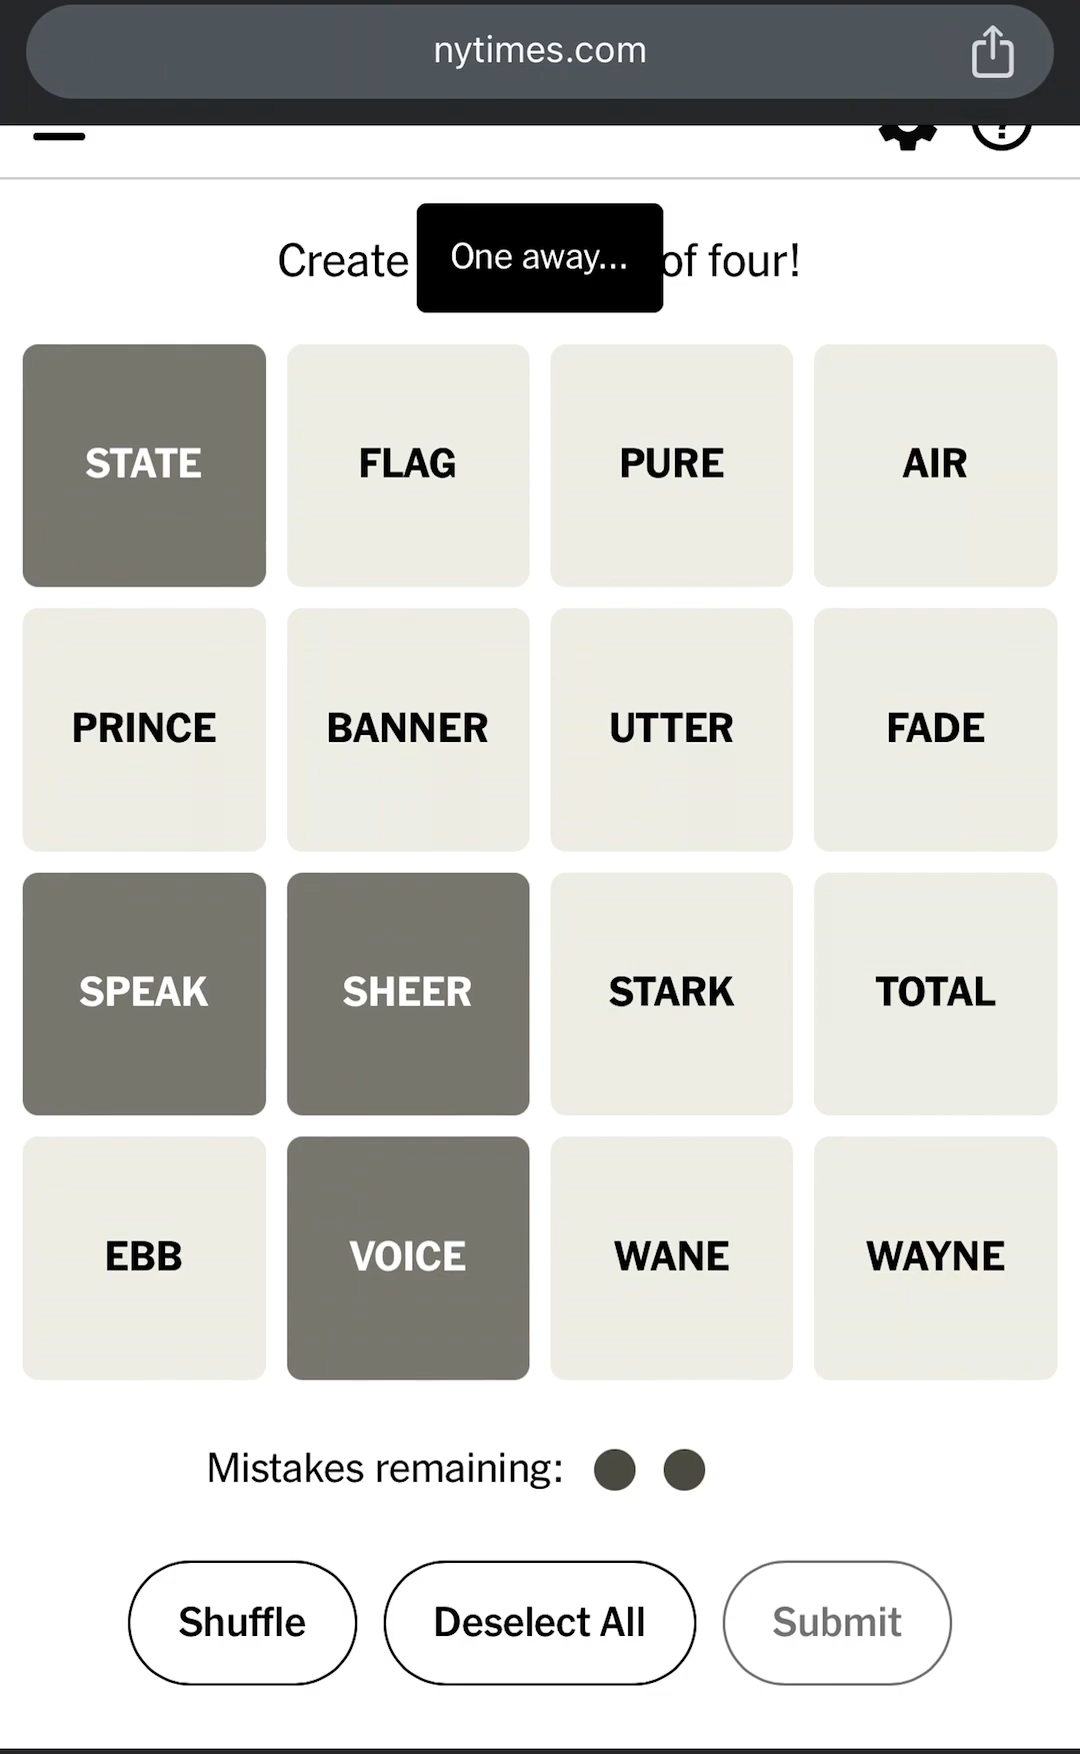 nytimes.com
Create
One away...
of four!
STATE
FLAG
PURE
AIR
PRINCE
BANNER
UTTER
FADE
SPEAK
SHEER
STARK
TOTAL
EBB
VOICE
WANE
WAYNE
Mistakes remaining:
Shuffle
Deselect All
Submit